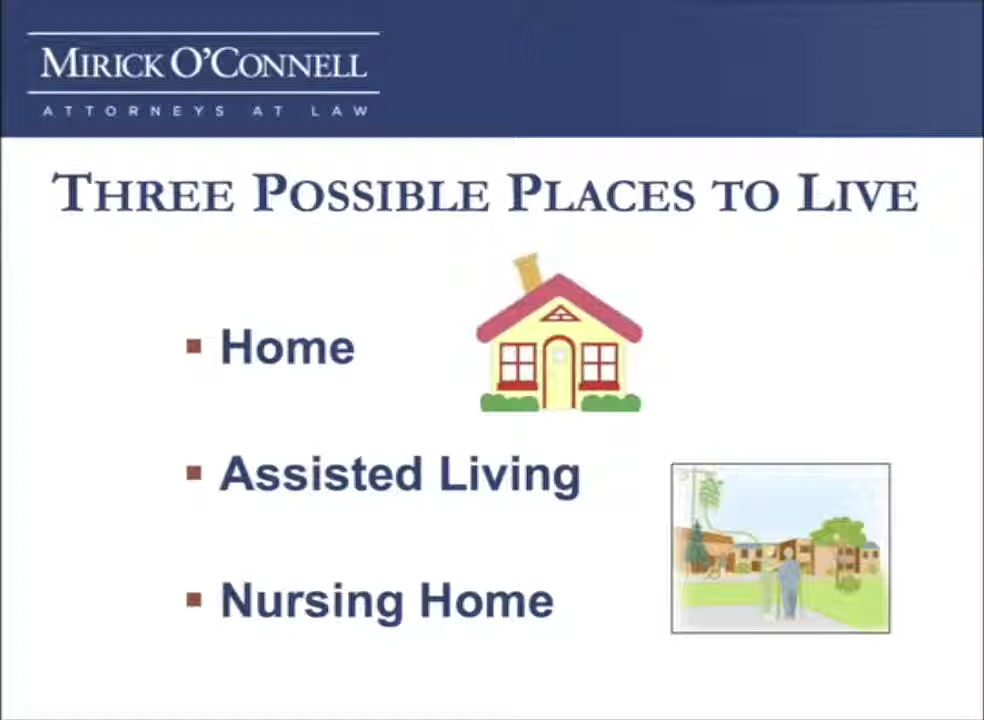 MIRICK O'CONNELL
ATTORNEYS AT LAW
THREE POSSIBLE PLACES TO LIVE
Home
Assisted Living
Nursing Home